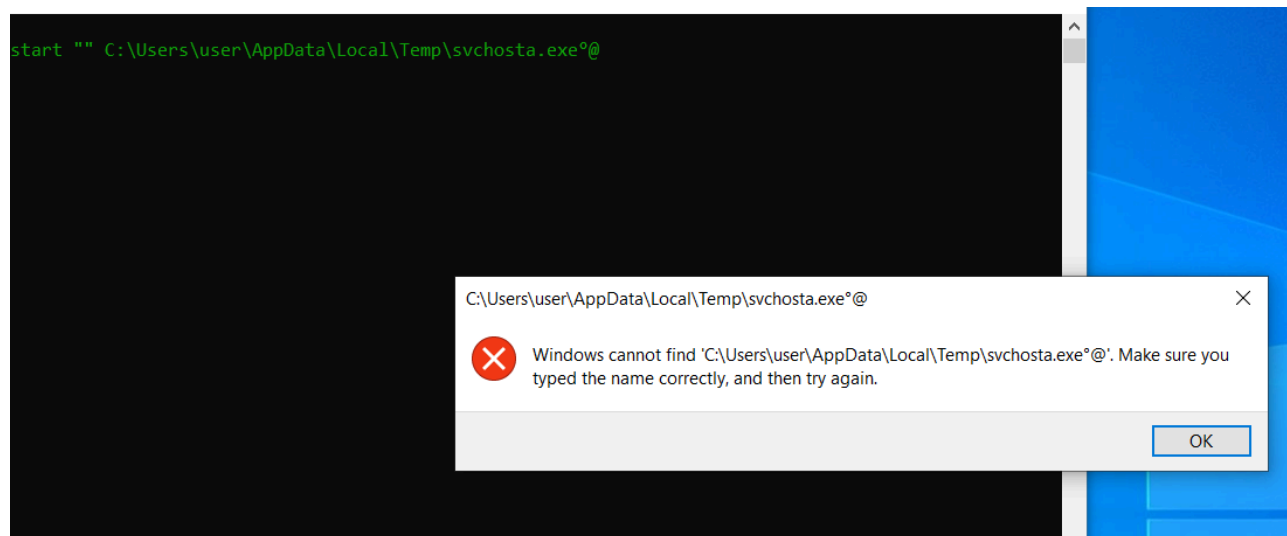 start "" C:\Users\user\AppData\Local\Temp\svchosta.exe°@
C:\Users\user\AppData\Local\Temp\svchosta.exe°@
Windows cannot find 'C:\Users\user\AppData\Local\Temp\svchosta.exe°@'. Make sure you
typed the name correctly, and then try again.
OK